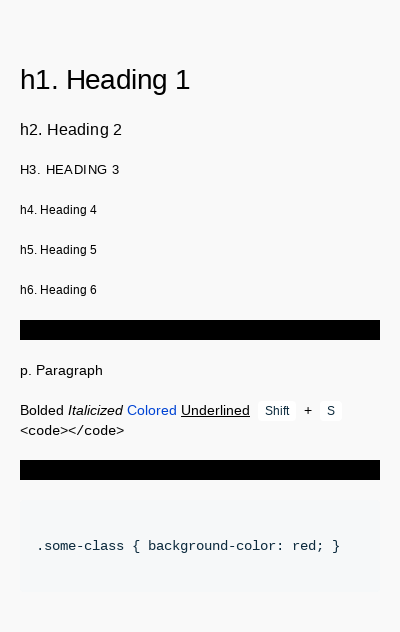 h1. Heading 1
h2. Heading 2
H3. HEADING 3
h4. Heading 4
h5. Heading 5
h6. Heading 6
p. Paragraph
Bolded Italicized Colored Underlined Shift + S
<code></code>
.some-class { background-color: red; }